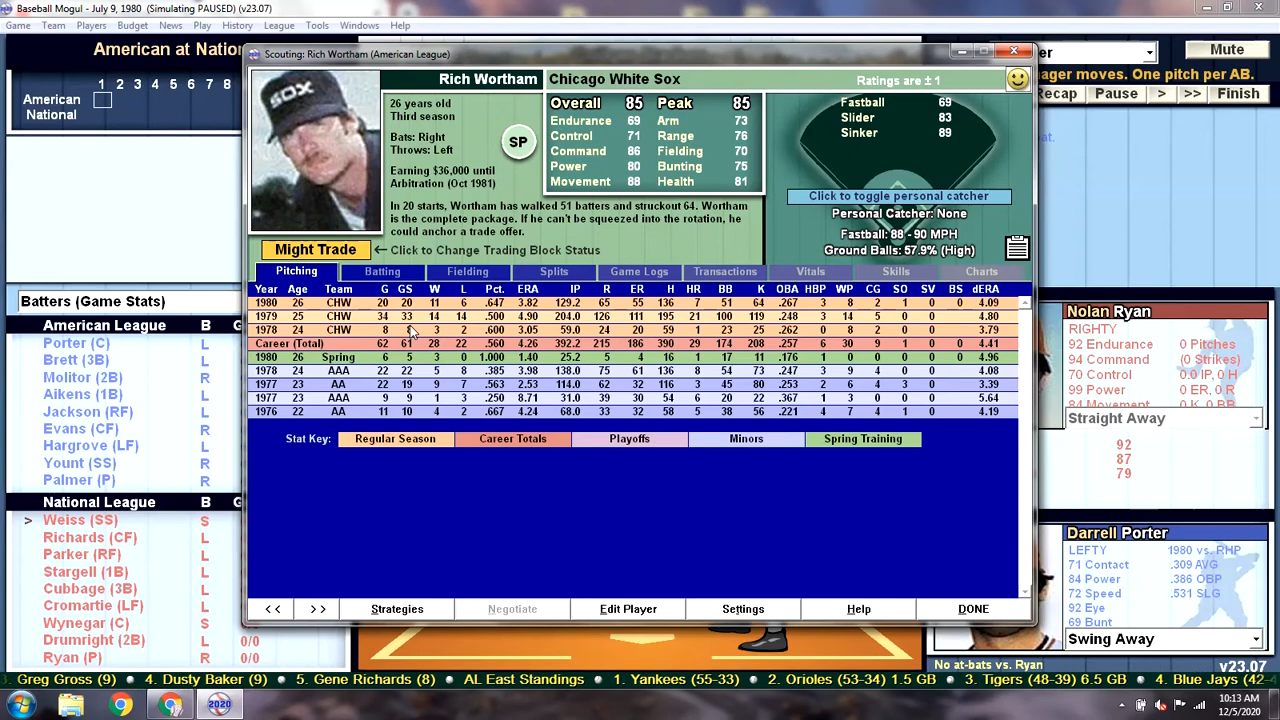 Baseball Mogul - July 9, 1980 (Simulating PAUSED) (v23.07)
Game Team Players Budget News Play History League Tools Windows Help
American at Natio
Mute
nager moves. One pitch per AB.
Recap Pause > >> Finish
1 2 3 4 5 6 7 8
American
National
Scouting: Rich Wortham (American League)
SOX
Rich Wortham
26 years old
Third season
Bats: Right
Throws: Left
Earning $36,000 until
Arbitration (Oct 1981)
SP
Chicago White Sox
Ratings are ± 1
Overall 85 Peak 85
Endurance 69 Arm 73
Control 71 Range 76
Command 86 Fielding 70
Power 80 Bunting 75
Movement 88 Health 81
Fastball 69
Slider 83
Sinker 89
In 20 starts, Wortham has walked 51 batters and struckout 64. Wortham
is the complete package. If he can't be squeezed into the rotation, he
could anchor a trade offer.
Click to toggle personal catcher
Personal Catcher: None
Fastball: 88 - 90 MPH
Ground Balls: 57.9% (High)
Might Trade ← Click to Change Trading Block Status
Pitching Batting Fielding Splits Game Logs Transactions Vitals Skills Charts
Year Age Team G GS W L Pct. ERA IP R ER H HR BB K OBA HBP WP CG SO SV BS dERA
1980 26 CHW 20 20 11 6 .647 3.82 129.2 65 55 136 7 51 64 .267 3 8 2 0 0 0 4.09
1979 25 CHW 34 33 14 14 .500 4.90 204.0 126 111 195 21 100 119 .248 3 14 5 1 0 0 4.80
1978 24 CHW 8 3 2 .600 3.05 59.0 24 20 59 1 23 25 .262 0 8 2 0 0 0 3.79
Career (Total) 62 61 28 22 .560 4.26 392.2 215 186 390 29 174 208 .257 6 30 9 1 0 0 4.41
1980 26 Spring 6 5 3 0 1.000 1.40 25.2 5 4 16 1 17 11 .176 1 0 0 0 0 0 4.96
1978 24 AAA 22 22 5 8 .385 3.98 138.0 75 61 136 8 54 73 .247 3 9 4 0 0 0 4.08
1977 23 AA 22 19 9 7 .563 2.53 114.0 62 32 116 3 45 80 .253 2 6 4 3 0 0 3.39
1977 23 AAA 9 9 1 3 .250 8.71 31.0 39 30 54 6 20 22 .367 1 3 0 0 0 0 5.64
1976 22 AA 11 10 4 2 .667 4.24 68.0 33 32 58 5 38 56 .221 4 7 4 1 0 0 4.19
Stat Key: Regular Season Career Totals Playoffs Minors Spring Training
<< >> Strategies Negotiate Edit Player Settings Help DONE
Batters (Game Stats)
American League B
Porter (C) L
Brett (3B) L
Molitor (2B) R
Aikens (1B) L
Jackson (RF) L
Evans (CF) R
Hargrove (LF) L
Yount (SS) R
Palmer (P) R
National League B
> Weiss (SS) S
Richards (CF) L
Parker (RF) L
Stargell (1B) L
Cubbage (3B) L
Cromartie (LF) L
Wynegar (C) S
Drumright (2B) L 0/0
Ryan (P) R 0/0
Nolan Ryan
RIGHTY
92 Endurance 0 Pitches
94 Command (0 Strikes)
70 Control 0.0 IP, 0 H
99 Power 0 ER, 0 R
84 Movement 0 K, 0 BB
Straight Away
92
87
79
Darrell Porter
LEFTY 1980 vs. RHP
71 Contact .309 AVG
84 Power .386 OBP
72 Speed .531 SLG
92 Eye
69 Bunt
Swing Away
No at-bats vs. Ryan v23.07
3. Greg Gross (9) 4. Dusty Baker (9) 5. Gene Richards (8) AL East Standings 1. Yankees (55-33) 2. Orioles (53-34) 1.5 GB 3. Tigers (48-39) 6.5 GB 4. Blue Jays (42-4
2020
10:13 AM
12/5/2020